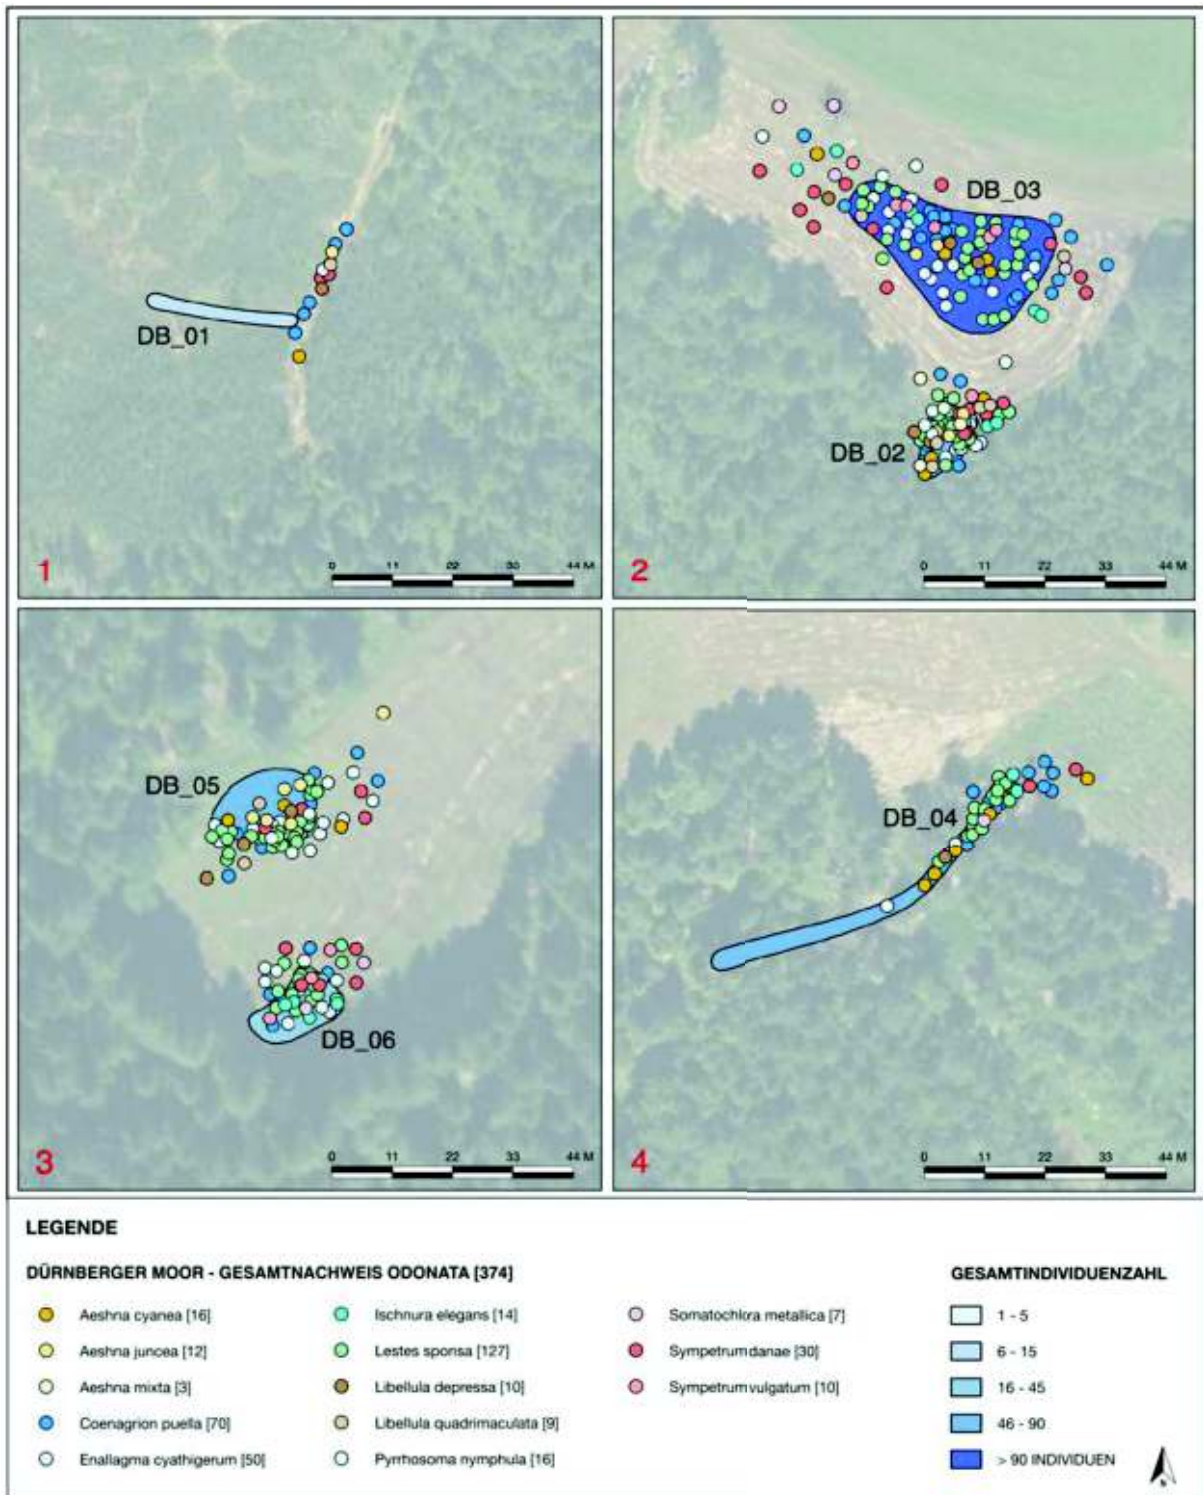 DB_01
1
0 11 22 33 44 M
DB_03
DB_02
2
0 11 22 33 44 M
DB_05
DB_06
3
0 11 22 33 44 M
DB_04
4
0 11 22 33 44 M
LEGENDE
DÜRNBERGER MOOR - GESAMTNACHWEIS ODONATA [374]
Aeshna cyanea [16]
Aeshna juncea [12]
Aeshna mixta [3]
Coenagrion puella [70]
Enallagma cyathigerum [50]
Ischnura elegans [14]
Lestes sponsa [127]
Libellula depressa [10]
Libellula quadrimaculata [9]
Pyrrhosoma nymphula [16]
Somatochlora metallica [7]
Sympetrum danae [30]
Sympetrum vulgatum [10]
GESAMTINDIVIDUENZAHL
1 - 5
6 - 15
16 - 45
46 - 90
> 90 INDIVIDUEN
N